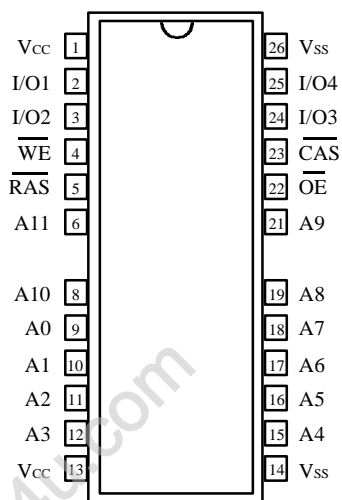 VCC 1 26 VSS
I/O1 2 25 I/O4
I/O2 3 24 I/O3
WE 4 23 CAS
RAS 5 22 OE
A11 6 21 A9
A10 8 19 A8
A0 9 18 A7
A1 10 17 A6
A2 11 16 A5
A3 12 15 A4
VCC 13 14 VSS
4u.com